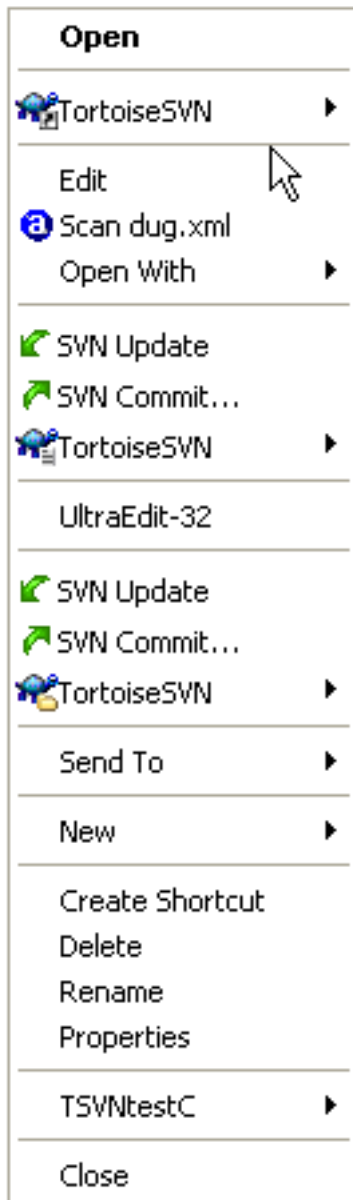 Open
TortoiseSVN
Edit
Scan dug.xml
Open With
SVN Update
SVN Commit...
TortoiseSVN
UltraEdit-32
SVN Update
SVN Commit...
TortoiseSVN
Send To
New
Create Shortcut
Delete
Rename
Properties
TSVNtestC
Close